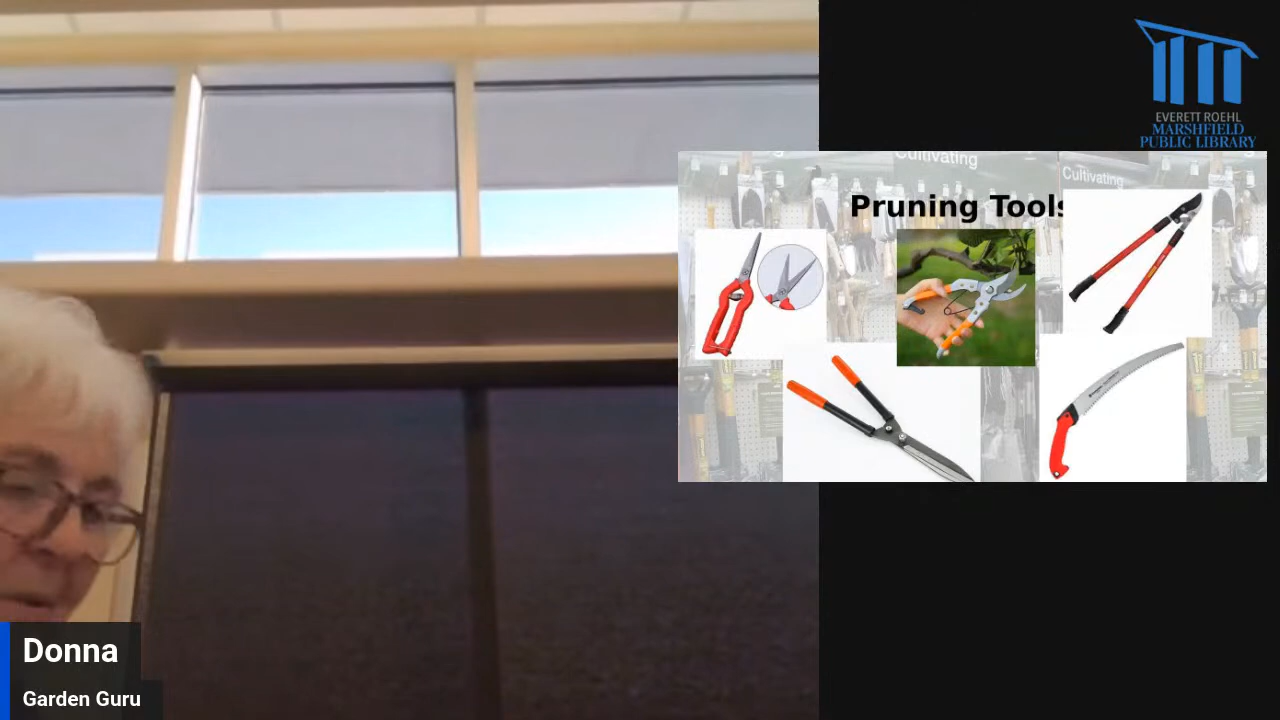 EVERETT ROEHL
MARSHFIELD
PUBLIC LIBRARY
Cultivating
Cultivating
Pruning Tools
Donna
Garden Guru